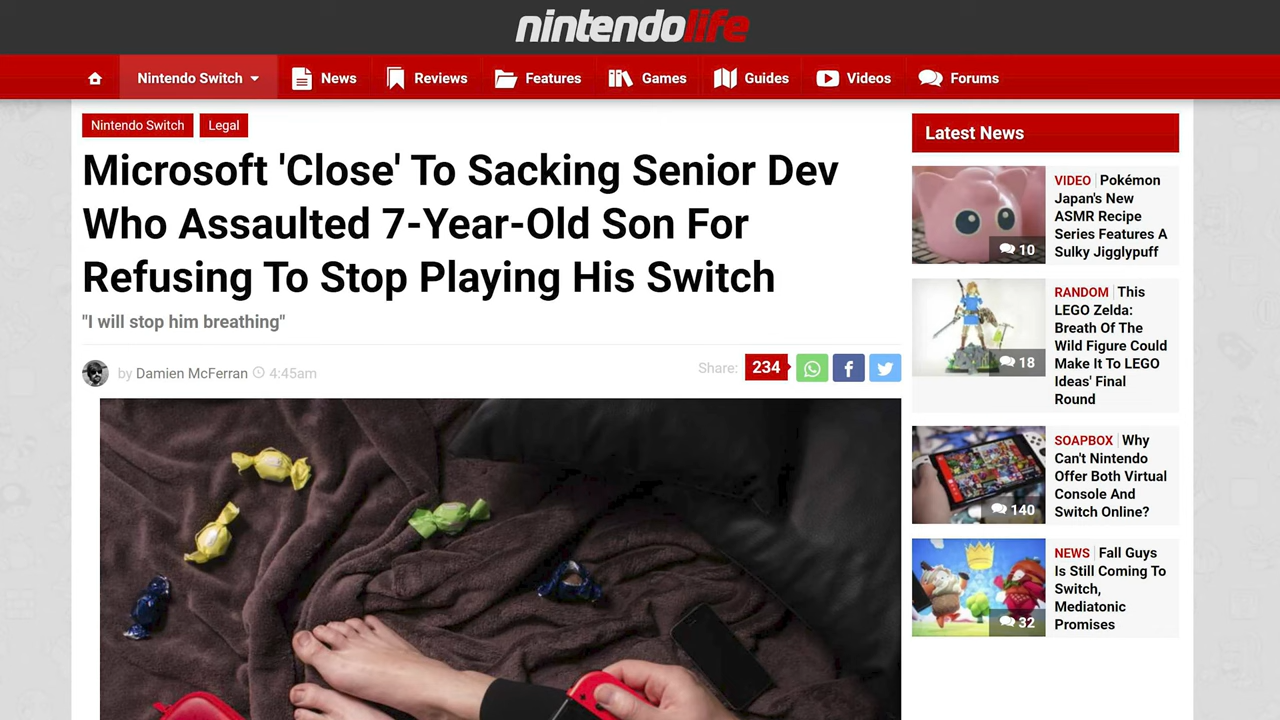 nintendolife
Nintendo Switch
News
Reviews
Features
Games
Guides
Videos
Forums
Nintendo Switch
Legal
Microsoft 'Close' To Sacking Senior Dev
Who Assaulted 7-Year-Old Son For
Refusing To Stop Playing His Switch
"I will stop him breathing"
by Damien McFerran 4:45am
Share:
234
Latest News
VIDEO Pokémon
Japan's New
ASMR Recipe
Series Features A
Sulky Jigglypuff
10
RANDOM This
LEGO Zelda:
Breath Of The
Wild Figure Could
Make It To LEGO
Ideas' Final
Round
18
SOAPBOX Why
Can't Nintendo
Offer Both Virtual
Console And
Switch Online?
140
NEWS Fall Guys
Is Still Coming To
Switch,
Mediatonic
Promises
32